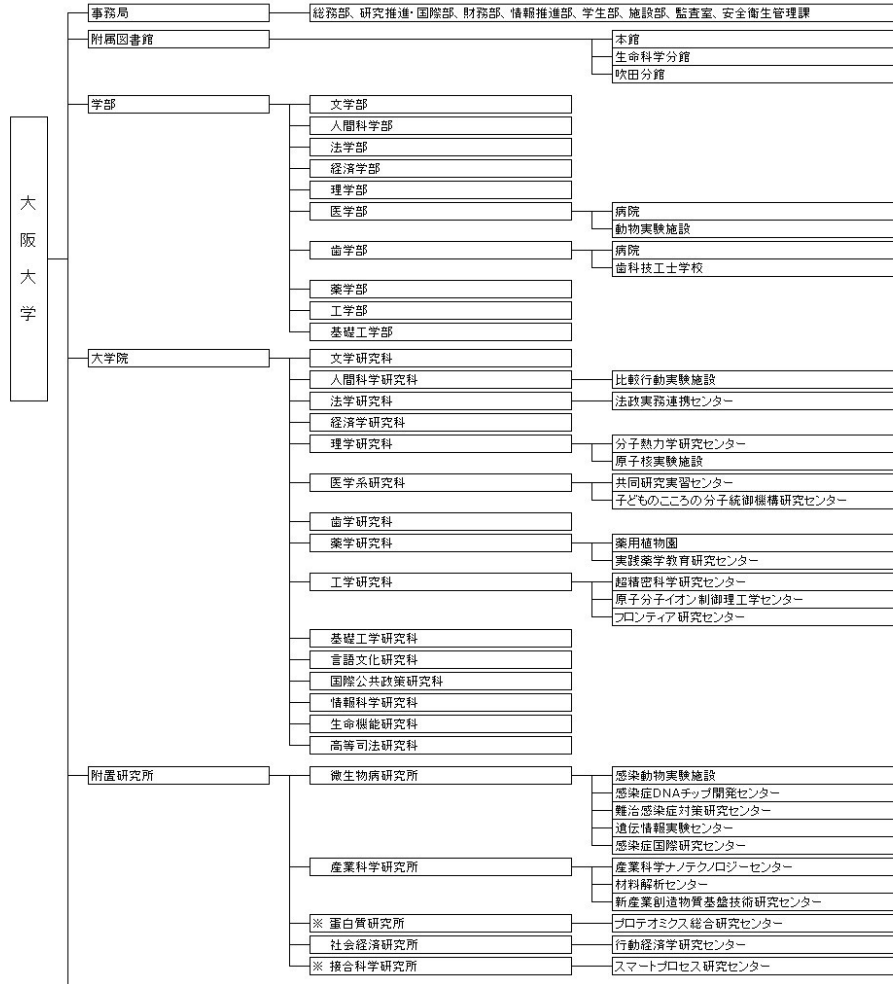 大阪大学
事務局 総務部、研究推進・国際部、財務部、情報推進部、学生部、施設部、監査室、安全衛生管理課
附属図書館 本館
生命科学分館
吹田分館
学部 文学部
人間科学部
法学部
経済学部
理学部
医学部 病院
動物実験施設
歯学部 病院
歯科技工士学校
薬学部
工学部
基礎工学部
大学院 文学研究科
人間科学研究科 比較行動実験施設
法学研究科 法政実務連携センター
経済学研究科
理学研究科 分子熱力学研究センター
原子核実験施設
医学系研究科 共同研究実習センター
子どものこころの分子統御機構研究センター
歯学研究科
薬学研究科 薬用植物園
実践薬学教育研究センター
工学研究科 超精密科学研究センター
原子分子イオン制御理工学センター
フロンティア研究センター
基礎工学研究科
言語文化研究科
国際公共政策研究科
情報科学研究科
生命機能研究科
高等司法研究科
附置研究所 微生物病研究所 感染動物実験施設
感染症DNAチップ開発センター
難治感染症対策研究センター
遺伝情報実験センター
感染症国際研究センター
産業科学研究所 産業科学ナノテクノロジーセンター
材料解析センター
新産業創造物質基盤技術研究センター
※ 蛋白質研究所 プロテオミクス総合研究センター
社会経済研究所 行動経済学研究センター
※ 接合科学研究所 スマートプロセス研究センター